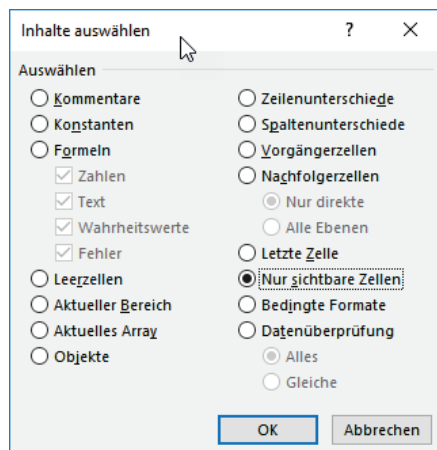 Inhalte auswählen ?
Auswählen
Kommentare
Konstanten
Formeln
Zahlen
Text
Wahrheitswerte
Fehler
Leerzellen
Aktueller Bereich
Aktuelles Array
Objekte
Zeilenunterschiede
Spaltenunterschiede
Vorgängerzellen
Nachfolgerzellen
Nur direkte
Alle Ebenen
Letzte Zelle
Nur sichtbare Zellen
Bedingte Formate
Datenüberprüfung
Alles
Gleiche
OK
Abbrechen